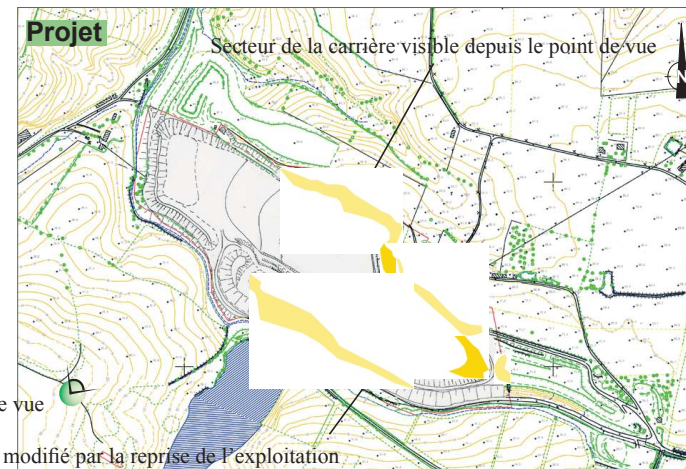 Projet
Secteur de la carrière visible depuis le point de vue
N
e vue
modifié par la reprise de l’exploitation